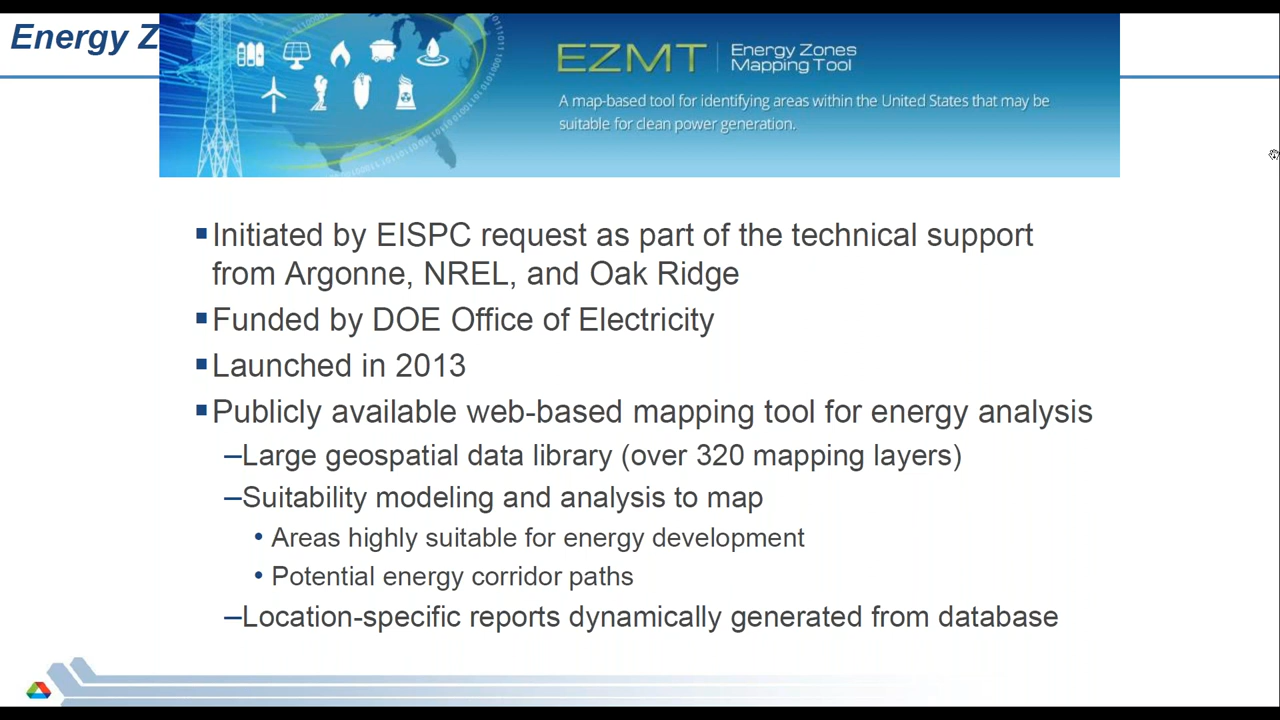 Energy Z
EZMT
Energy Zones
Mapping Tool
A map-based tool for identifying areas within the United States that may be
suitable for clean power generation.
▪Initiated by EISPC request as part of the technical support
from Argonne, NREL, and Oak Ridge
▪Funded by DOE Office of Electricity
▪Launched in 2013
▪Publicly available web-based mapping tool for energy analysis
–Large geospatial data library (over 320 mapping layers)
–Suitability modeling and analysis to map
• Areas highly suitable for energy development
• Potential energy corridor paths
–Location-specific reports dynamically generated from database